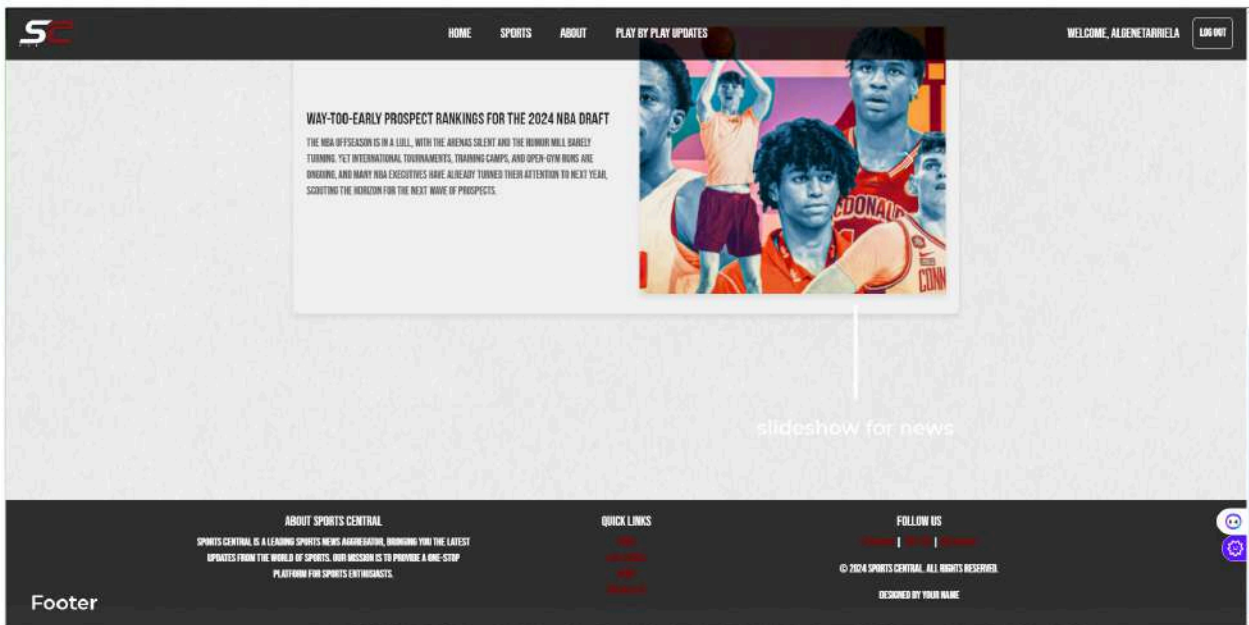 SC
HOME SPORTS ABOUT PLAY BY PLAY UPDATES WELCOME, ALGENETARRIELA LOG OUT
WAY-TOO-EARLY PROSPECT RANKINGS FOR THE 2024 NBA DRAFT
THE NBA OFFSEASON IS IN A LULL, WITH THE ARENAS SILENT AND THE RUMOR MILL BARELY
TURNING. YET INTERNATIONAL TOURNAMENTS, TRAINING CAMPS, AND OPEN-GYM RUNS ARE
ONGOING, AND MANY NBA EXECUTIVES HAVE ALREADY TURNED THEIR ATTENTION TO NEXT YEAR,
SCOUTING THE HORIZON FOR THE NEXT WAVE OF PROSPECTS.
CDONALD
CONN
slideshow for news
ABOUT SPORTS CENTRAL
SPORTS CENTRAL IS A LEADING SPORTS NEWS AGGREGATOR, BRINGING YOU THE LATEST
UPDATES FROM THE WORLD OF SPORTS. OUR MISSION IS TO PROVIDE A ONE-STOP
PLATFORM FOR SPORTS ENTHUSIASTS.
QUICK LINKS
FOLLOW US
| |
© 2024 SPORTS CENTRAL. ALL RIGHTS RESERVED.
DESIGNED BY YOUR NAME
Footer